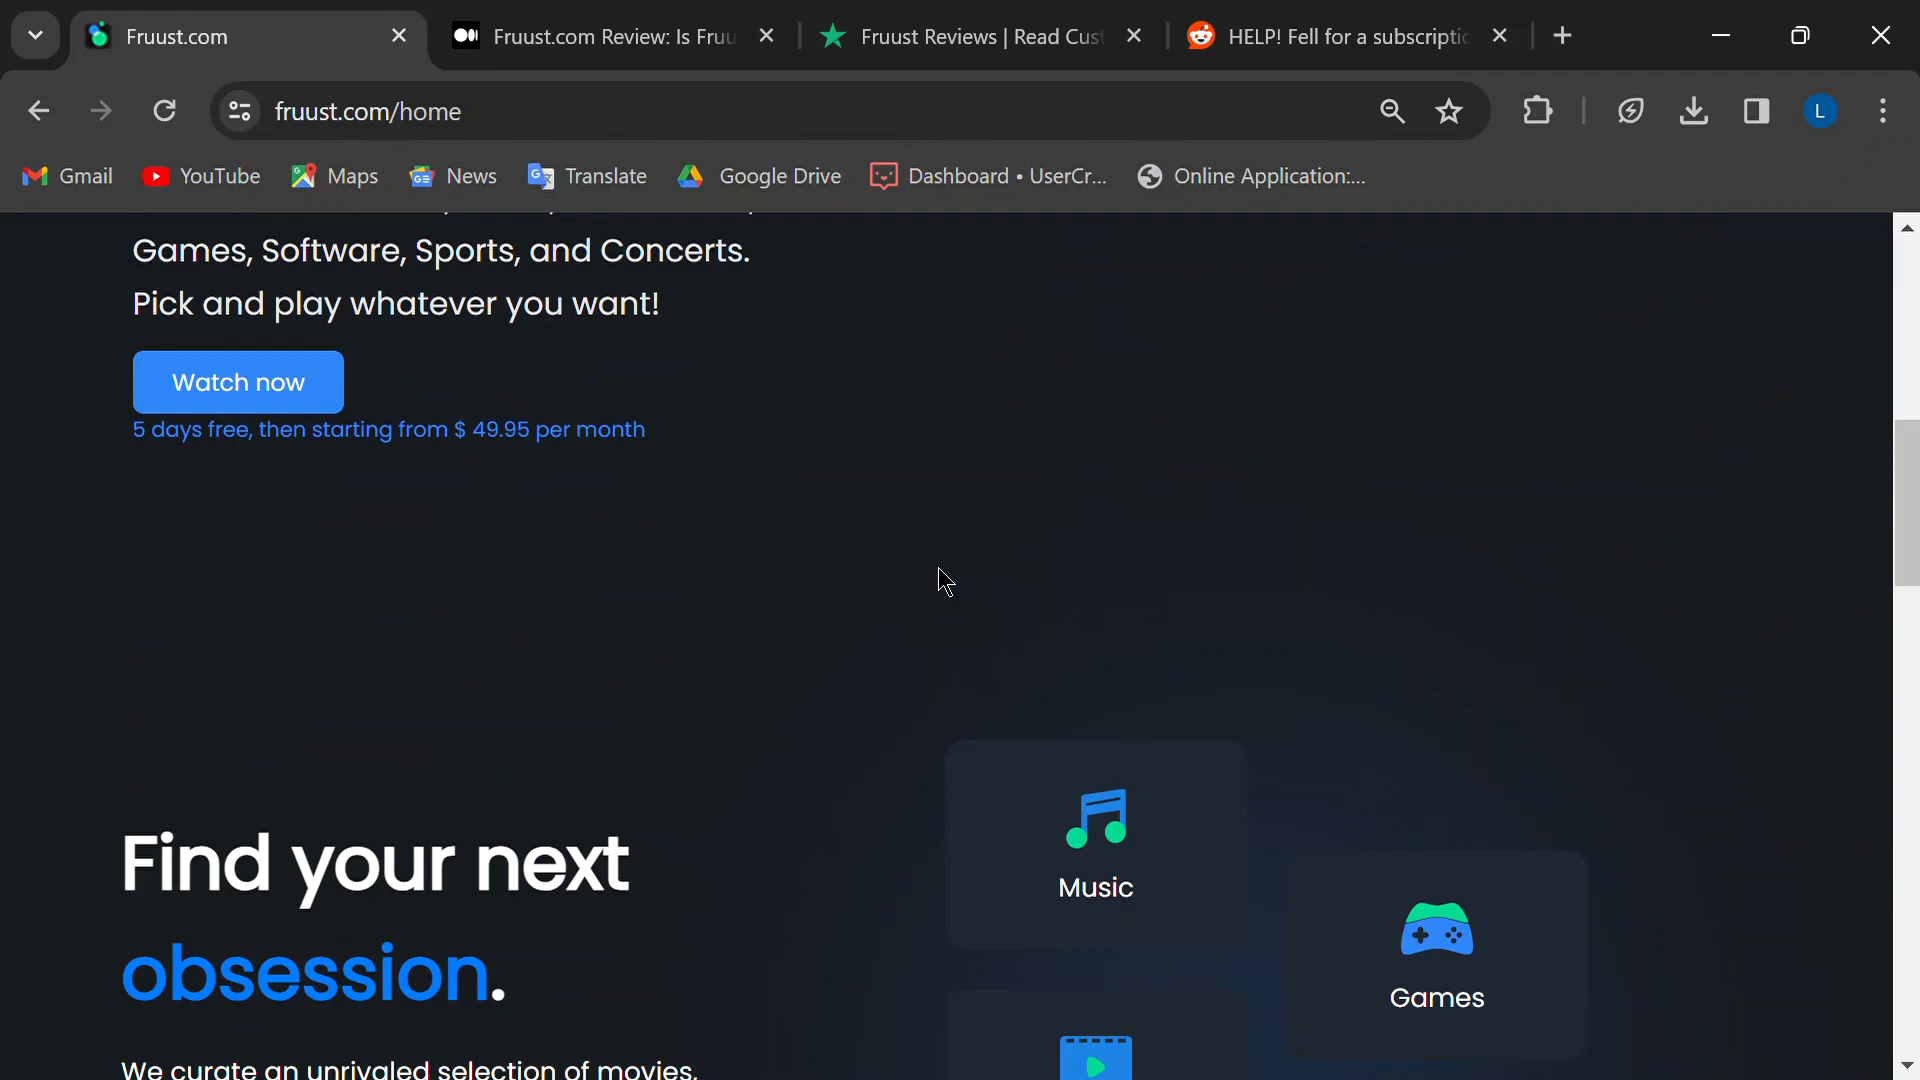 Fruust.com
Fruust.com Review: Is Fruu
Fruust Reviews | Read Cust
HELP! Fell for a subscriptio
fruust.com/home
L
Gmail
YouTube
Maps
News
Translate
Google Drive
Dashboard • UserCr...
Online Application:...
Games, Software, Sports, and Concerts.
Pick and play whatever you want!
Watch now
5 days free, then starting from $ 49.95 per month
Find your next
obsession.
We curate an unrivaled selection of movies,
Music
Games